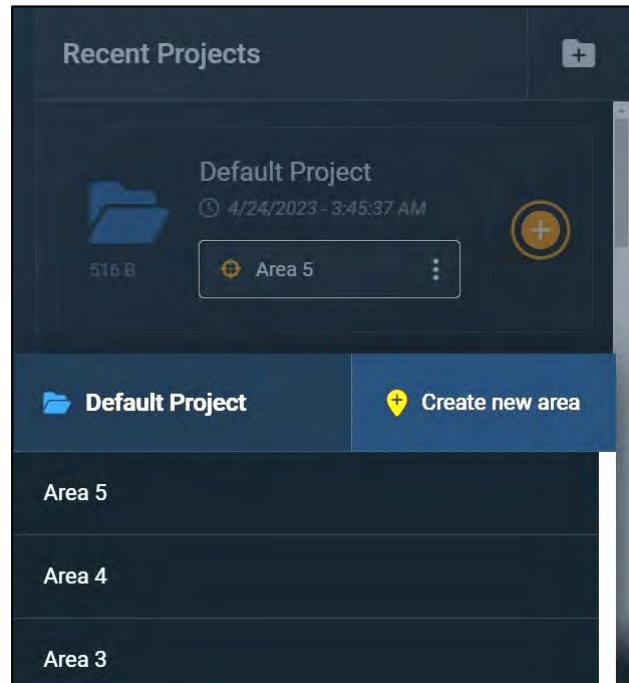 Recent Projects
Default Project
4/24/2023 - 3:45:37 AM
516 B
Area 5
Default Project
Create new area
Area 5
Area 4
Area 3